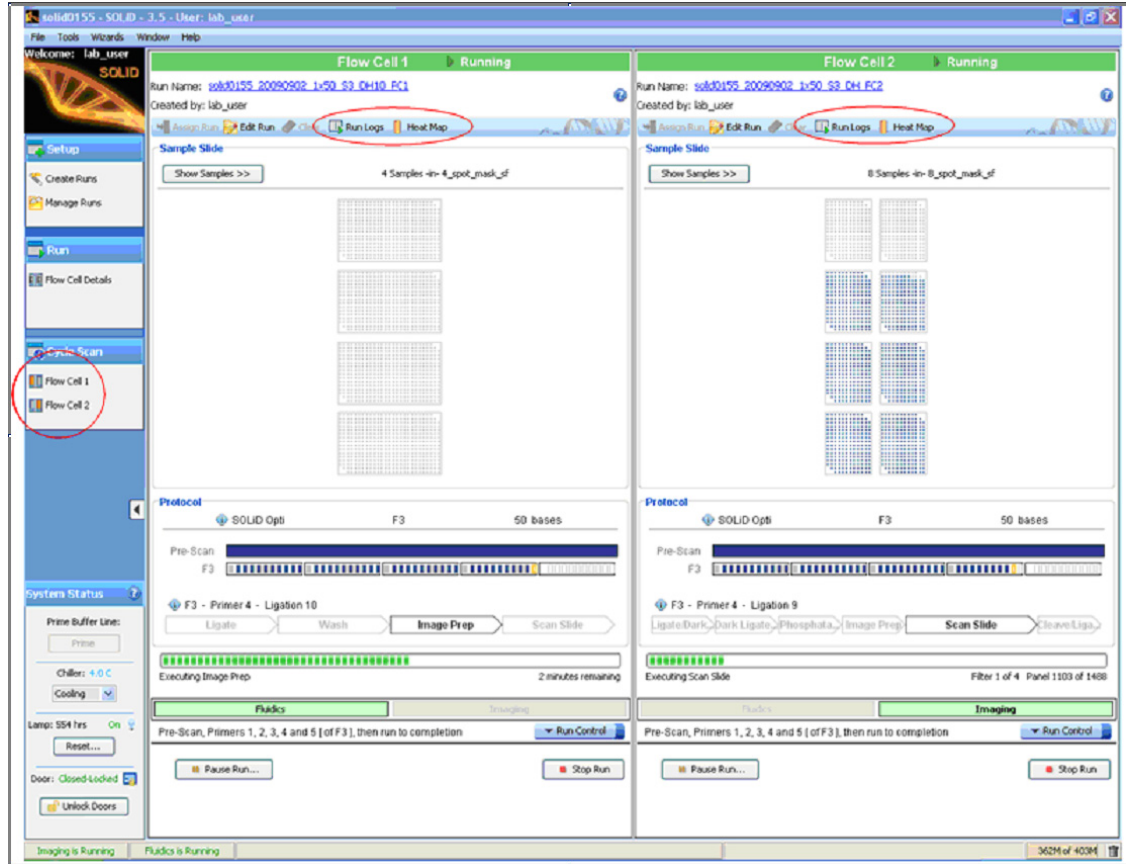 solid0155 - SOLiD - 3.5 - User: lab_user
File Tools Wizards Window Help
Welcome: lab_user
SOLiD
Setup
Create Runs
Manage Runs
Run
Flow Cell Details
Cycle Scan
Flow Cell 1
Flow Cell 2
System Status
Prime Buffer Line:
Prime
Chiller: 4.0 C
Cooling
Lamp: 554 hrs On
Reset...
Door: Closed-Locked
Unlock Doors
Flow Cell 1 Running
Run Name: solid0155_20090902_1x50_S3_DH10_FC1
Created by: lab_user
Assign Run Edit Run Clear Run Logs Heat Map
Sample Slide
Show Samples >> 4 Samples -in- 4_spot_mask_sf
Protocol
SOLiD Opti F3 50 bases
Pre-Scan
F3
F3 - Primer 4 - Ligation 10
Ligate Wash Image Prep Scan Slide
Executing Image Prep 2 minutes remaining
Fluidics Imaging
Pre-Scan, Primers 1, 2, 3, 4 and 5 [ of F3 ], then run to completion Run Control
Pause Run... Stop Run
Flow Cell 2 Running
Run Name: solid0155_20090902_1x50_S3_DH_FC2
Created by: lab_user
Assign Run Edit Run Clear Run Logs Heat Map
Sample Slide
Show Samples >> 8 Samples -in- 8_spot_mask_sf
Protocol
SOLiD Opti F3 50 bases
Pre-Scan
F3
F3 - Primer 4 - Ligation 9
Ligate/Dark Dark Ligate Phosphata... Image Prep Scan Slide Cleave/Liga...
Executing Scan Slide Filter 1 of 4 Panel 1103 of 1488
Fluidics Imaging
Pre-Scan, Primers 1, 2, 3, 4 and 5 [ of F3 ], then run to completion Run Control
Pause Run... Stop Run
Imaging is Running Fluidics is Running 362M of 403M